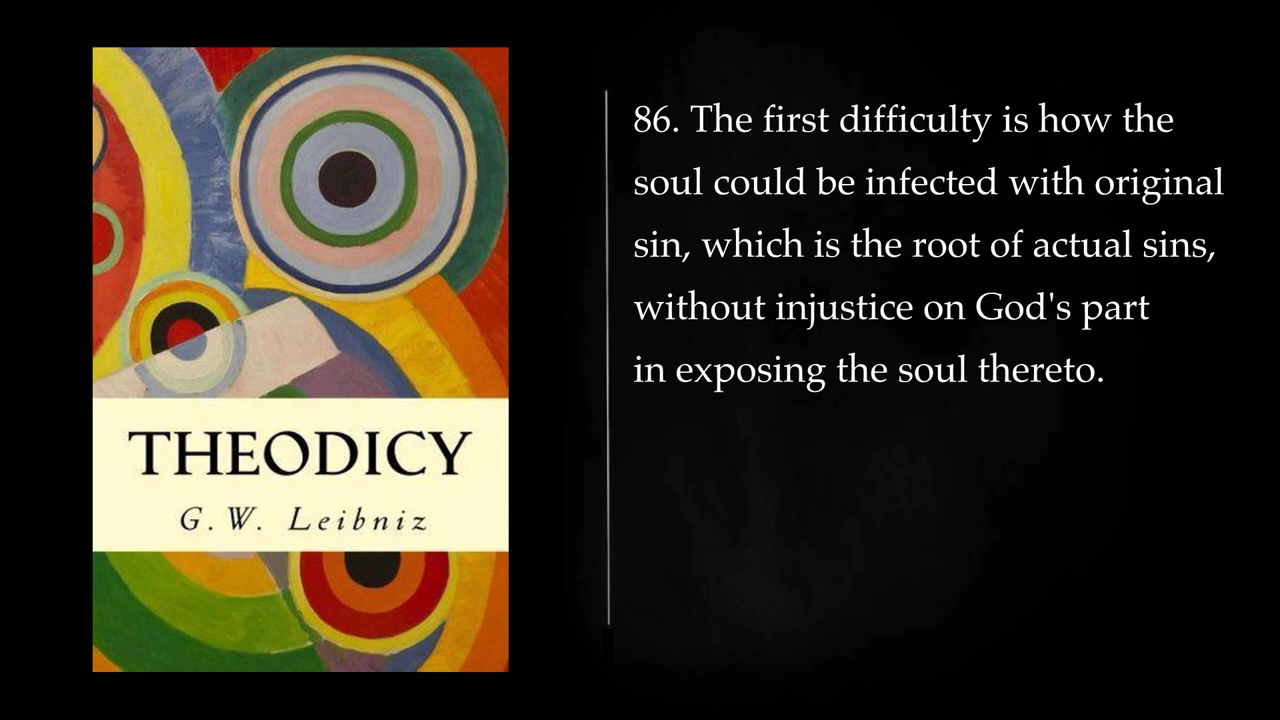 THEODICY
G. W. Leibniz
86. The first difficulty is how the
soul could be infected with original
sin, which is the root of actual sins,
without injustice on God's part
in exposing the soul thereto.